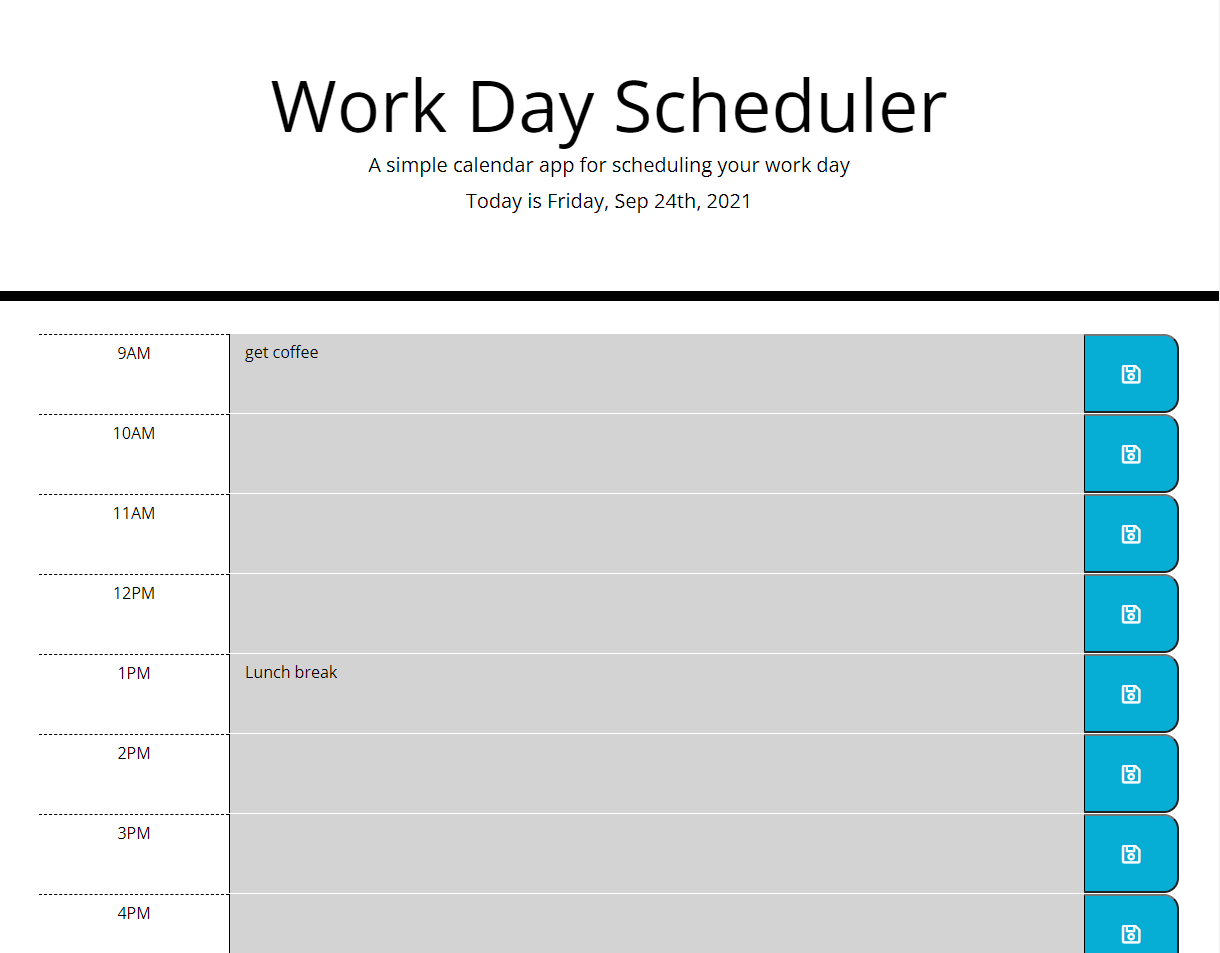 Work Day Scheduler
A simple calendar app for scheduling your work day
Today is Friday, Sep 24th, 2021
9AM get coffee
10AM
11AM
12PM
1PM Lunch break
2PM
3PM
4PM